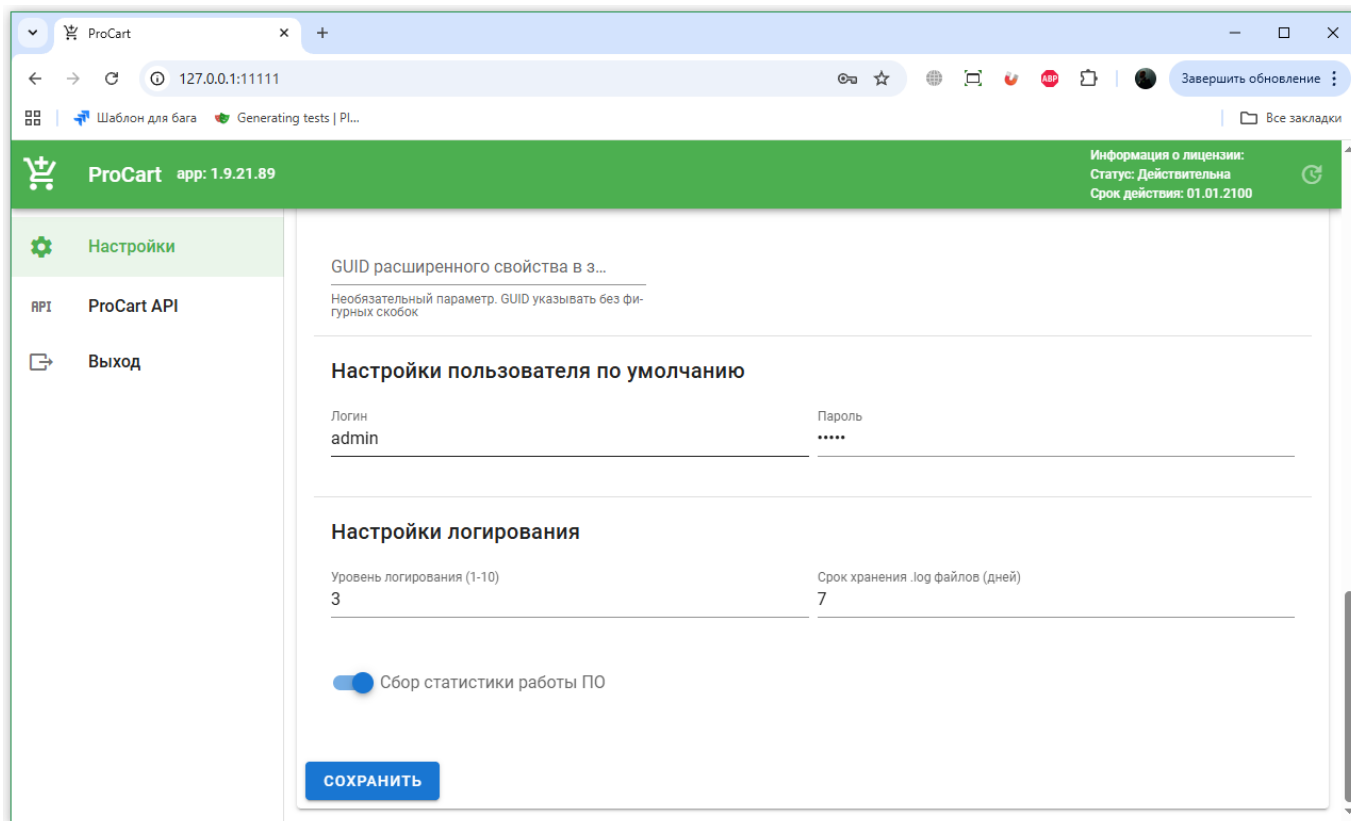 ProCart
127.0.0.1:11111
ABP
Завершить обновление
Шаблон для бага
Generating tests | Pl...
Все закладки
ProCart app: 1.9.21.89
Информация о лицензии:
Статус: Действительна
Срок действия: 01.01.2100
Настройки
API
ProCart API
Выход
GUID расширенного свойства в з...
Необязательный параметр. GUID указывать без фи-
гурных скобок
Настройки пользователя по умолчанию
Логин
admin
Пароль
•••••
Настройки логирования
Уровень логирования (1-10)
3
Срок хранения .log файлов (дней)
7
Сбор статистики работы ПО
СОХРАНИТЬ